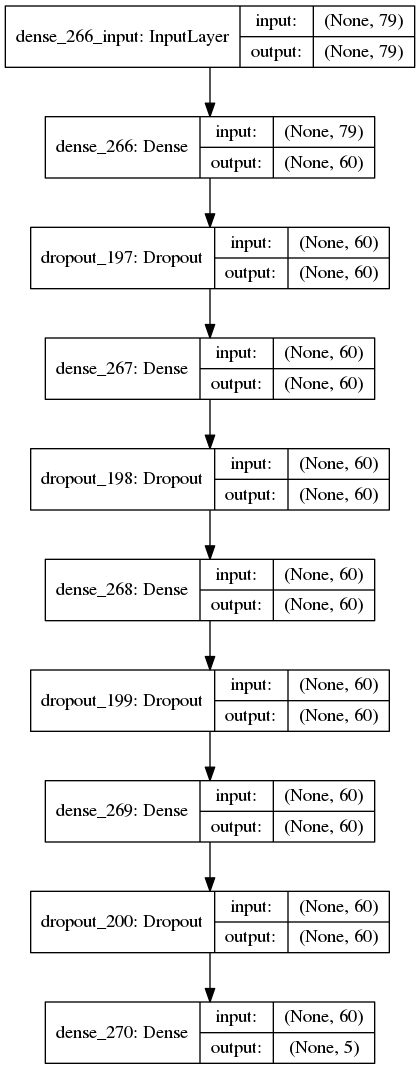 dense_266_input: InputLayer
input: (None, 79)
output: (None, 79)
dense_266: Dense
input: (None, 79)
output: (None, 60)
dropout_197: Dropout
input: (None, 60)
output: (None, 60)
dense_267: Dense
input: (None, 60)
output: (None, 60)
dropout_198: Dropout
input: (None, 60)
output: (None, 60)
dense_268: Dense
input: (None, 60)
output: (None, 60)
dropout_199: Dropout
input: (None, 60)
output: (None, 60)
dense_269: Dense
input: (None, 60)
output: (None, 60)
dropout_200: Dropout
input: (None, 60)
output: (None, 60)
dense_270: Dense
input: (None, 60)
output: (None, 5)